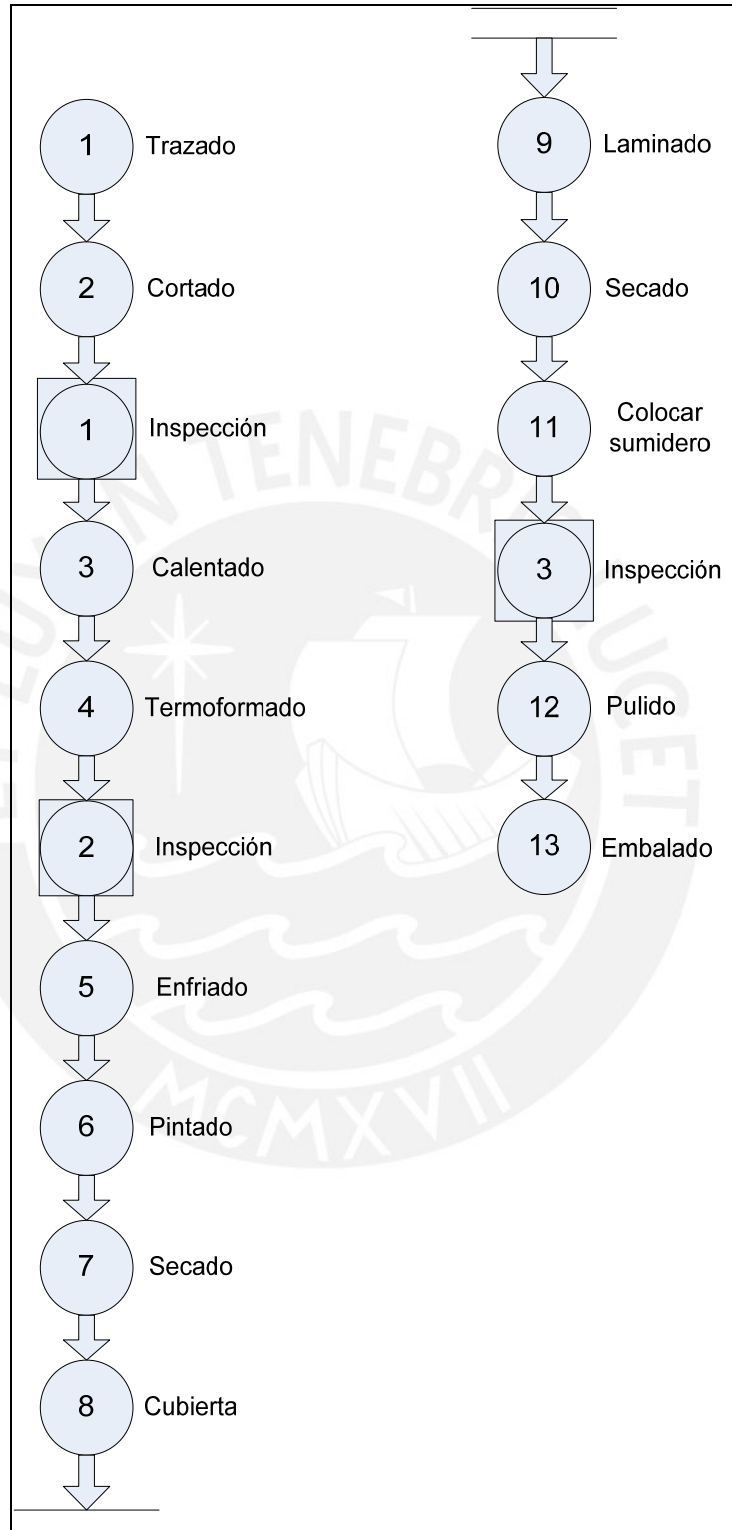 1 Trazado
2 Cortado
1 Inspección
3 Calentado
4 Termoformado
2 Inspección
5 Enfriado
6 Pintado
7 Secado
8 Cubierta
9 Laminado
10 Secado
11 Colocar
sumidero
3 Inspección
12 Pulido
13 Embalado
MCMXVII